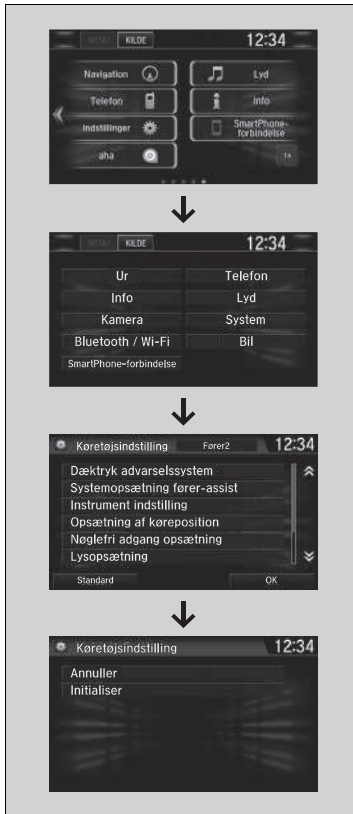 MENU KILDE 12:34
Navigation Lyd
Telefon Info
Indstillinger SmartPhone-
forbindelse
aha TA
MENU KILDE 12:34
Ur Telefon
Info Lyd
Kamera System
Bluetooth / Wi-Fi Bil
SmartPhone-forbindelse
Køretøjsindstilling Fører2 12:34
Dæktryk advarselssystem
Systemopsætning fører-assist
Instrument indstilling
Opsætning af køreposition
Nøglefri adgang opsætning
Lysopsætning
Standard OK
Køretøjsindstilling 12:34
Annuller
Initialiser